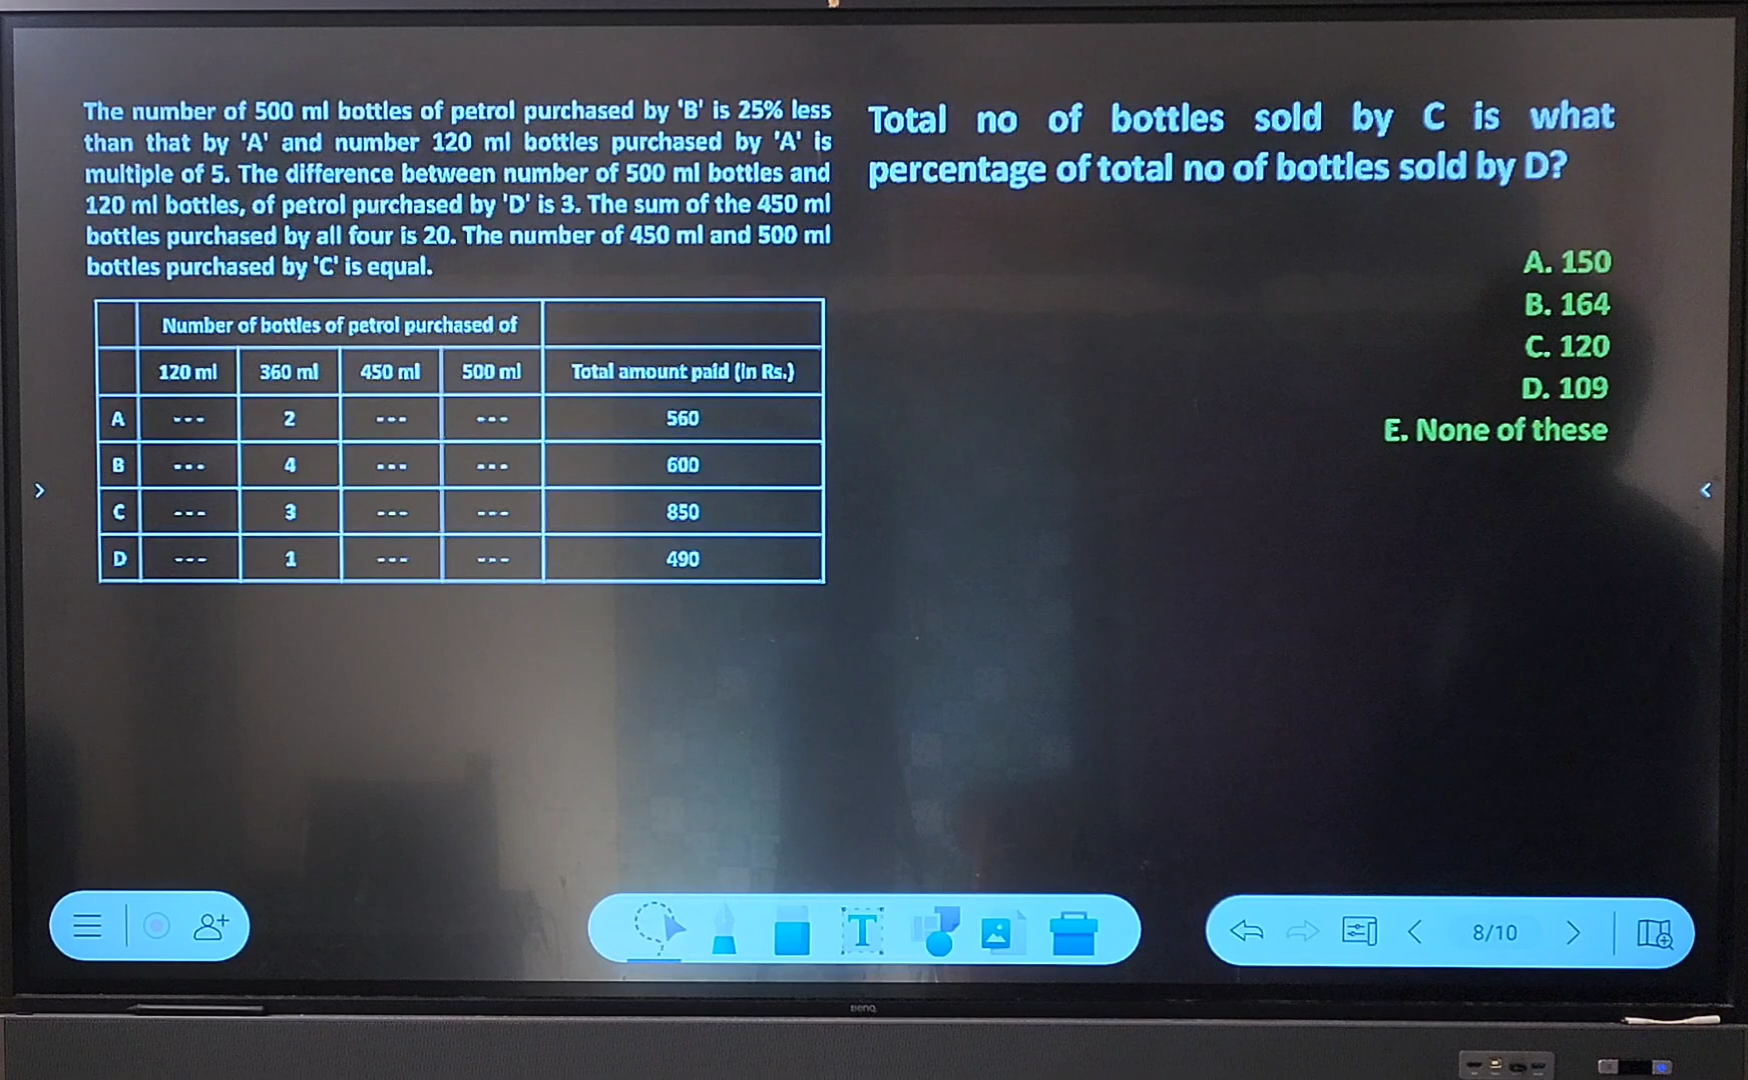 The number of 500 ml bottles of petrol purchased by 'B' is 25% less
than that by 'A' and number 120 ml bottles purchased by 'A' is
multiple of 5. The difference between number of 500 ml bottles and
120 ml bottles, of petrol purchased by 'D' is 3. The sum of the 450 ml
bottles purchased by all four is 20. The number of 450 ml and 500 ml
bottles purchased by 'C' is equal.
Number of bottles of petrol purchased of
120 ml 360 ml 450 ml 500 ml Total amount paid (in Rs.)
A --- 2 --- --- 560
B --- 4 --- --- 600
C --- 3 --- --- 850
D --- 1 --- --- 490
Total no of bottles sold by C is what
percentage of total no of bottles sold by D?
A. 150
B. 164
C. 120
D. 109
E. None of these
T
8/10
BenQ